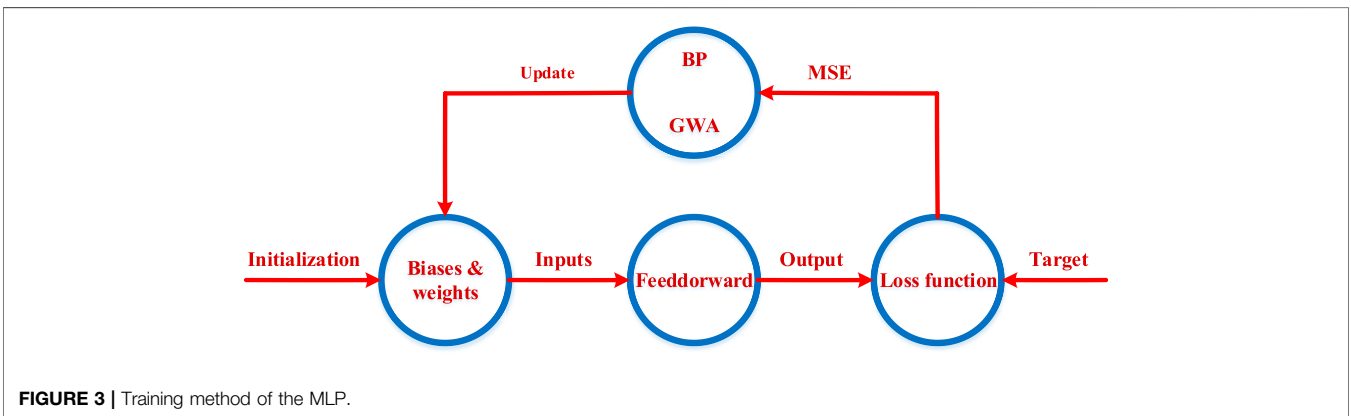 BP
Update
MSE
GWA
Initialization
Biases &
weights
Inputs
Feeddorward
Output
Loss function
Target
FIGURE 3 | Training method of the MLP.